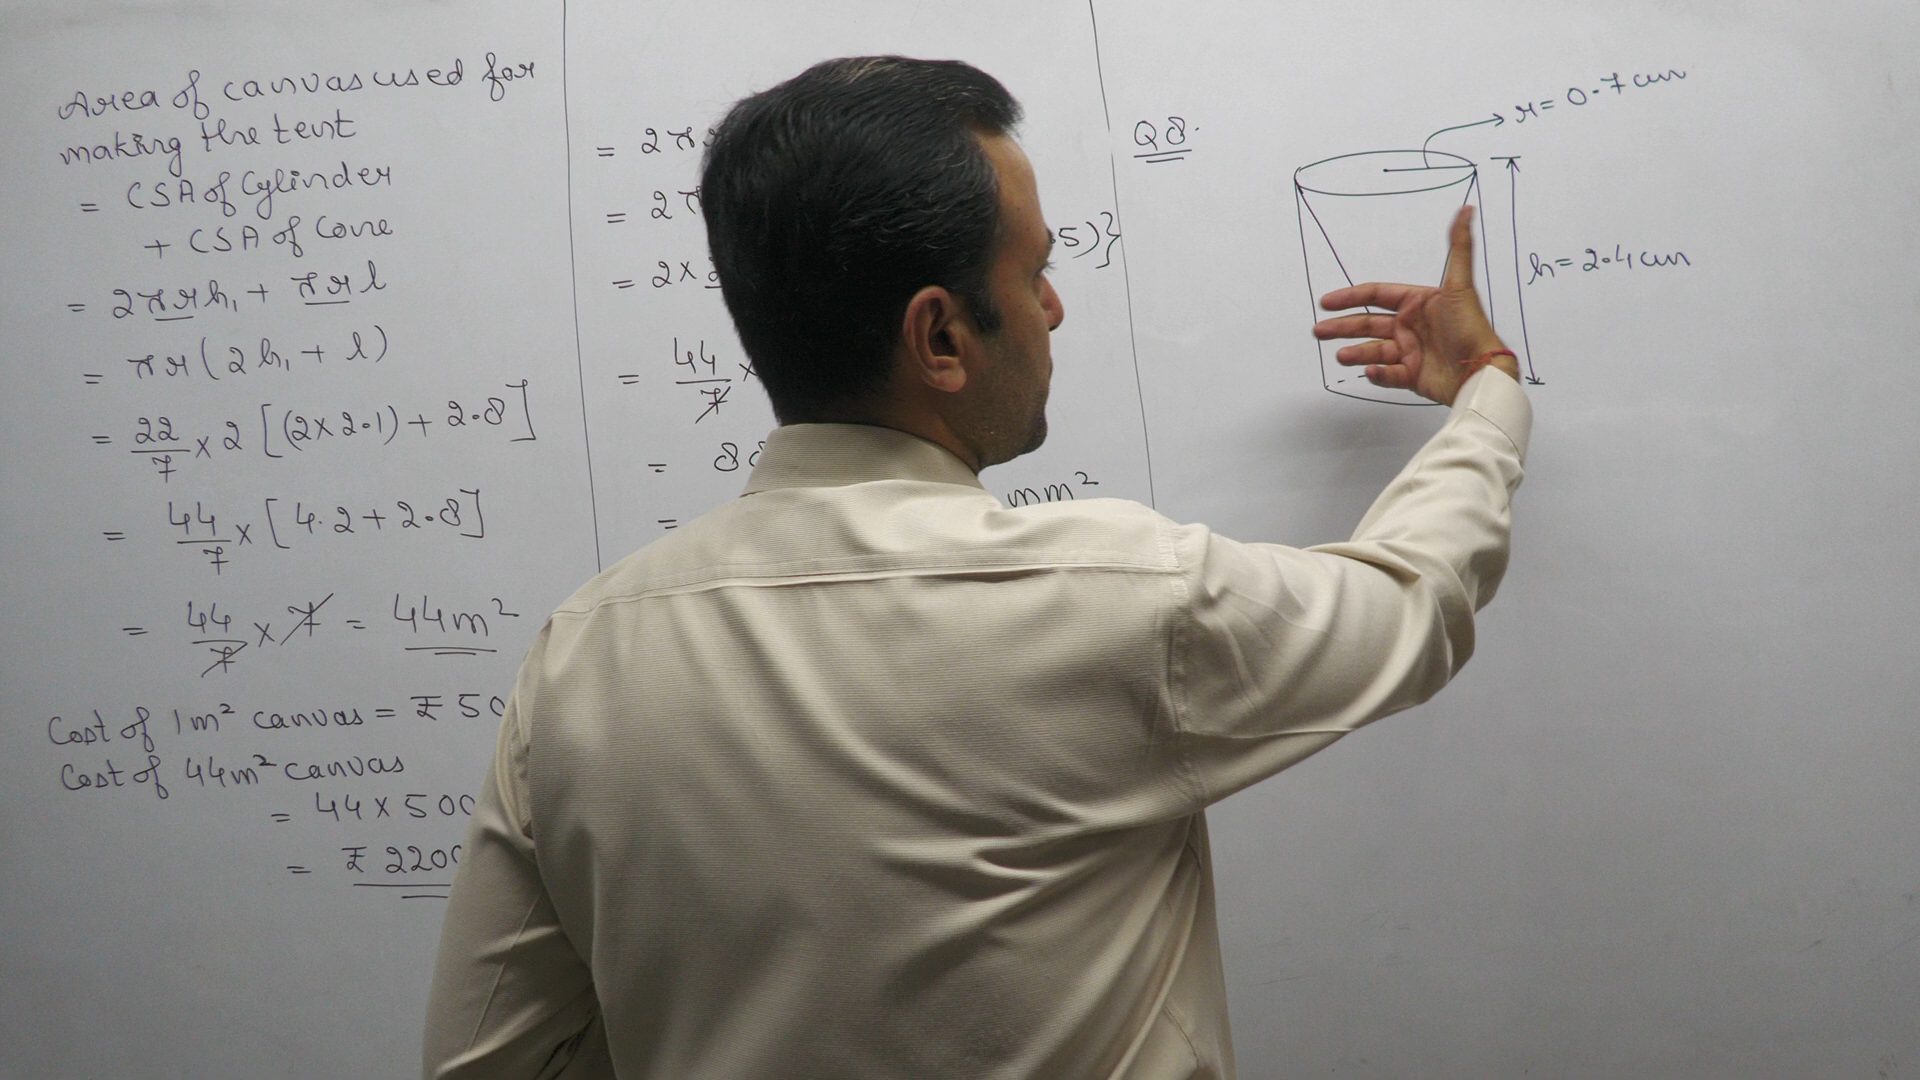 Area of canvas used for
making the tent
= CSA of Cylinder
+ CSA of Cone
= 2πrh₁ + πrl
= πr(2h₁ + l)
= 22/7 × 2 [(2×2.1) + 2.8]
= 44/7 × [4.2 + 2.8]
= 44/7 × 7 = 44m²
Cost of 1m² canvas = ₹ 50
Cost of 44m² canvas
= 44 × 500
= ₹ 220
= 2π
= 2π
.5)}
= 2×
= 44/7 ×
= 8
= mm²
Q8.
r = 0.7 cm
h = 2.4 cm